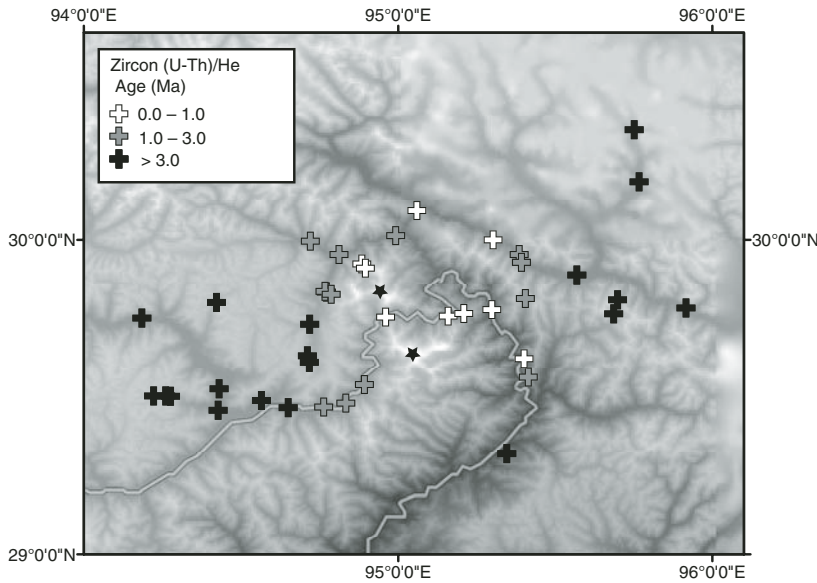 94°0'0"E 95°0'0"E 96°0'0"E
Zircon (U-Th)/He
Age (Ma)
0.0 – 1.0
1.0 – 3.0
> 3.0
30°0'0"N 30°0'0"N
29°0'0"N
95°0'0"E 96°0'0"E